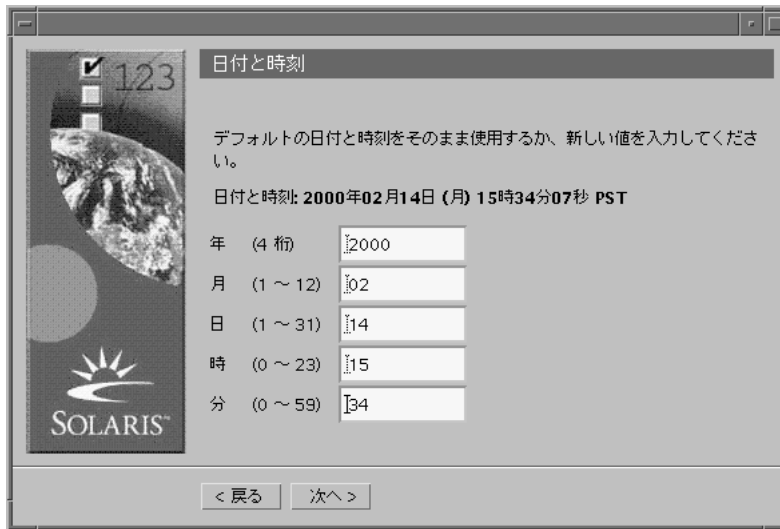 123
SOLARIS™
日付と時刻
デフォルトの日付と時刻をそのまま使用するか、新しい値を入力してくださ
い。
日付と時刻: 2000年02月14日 (月) 15時34分07秒 PST
年 (4 桁) 2000
月 (1 ～ 12) 02
日 (1 ～ 31) 14
時 (0 ～ 23) 15
分 (0 ～ 59) 34
< 戻る 次へ >